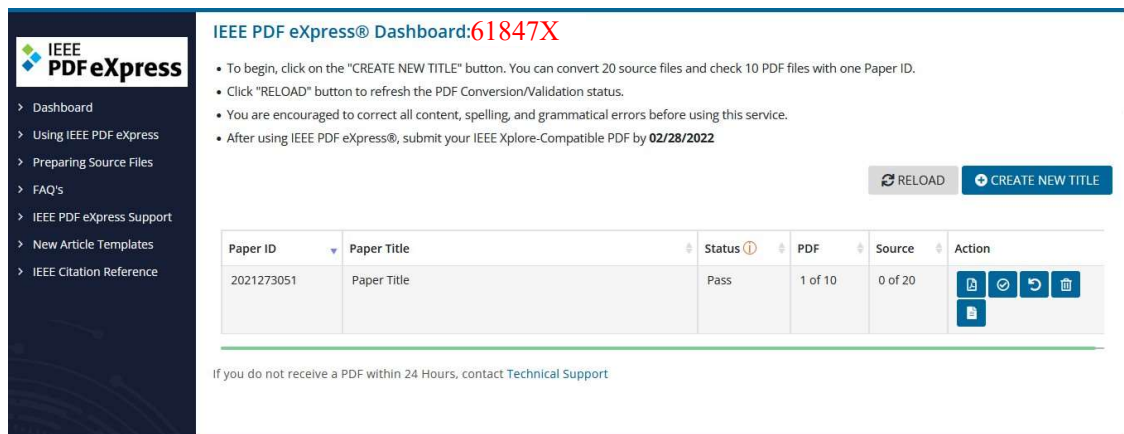 IEEE PDF eXpress® Dashboard:61847X
IEEE
PDF eXpress
• To begin, click on the "CREATE NEW TITLE" button. You can convert 20 source files and check 10 PDF files with one Paper ID.
• Click "RELOAD" button to refresh the PDF Conversion/Validation status.
• You are encouraged to correct all content, spelling, and grammatical errors before using this service.
• After using IEEE PDF eXpress®, submit your IEEE Xplore-Compatible PDF by 02/28/2022
> Dashboard
> Using IEEE PDF eXpress
> Preparing Source Files
> FAQ's
> IEEE PDF eXpress Support
> New Article Templates
> IEEE Citation Reference
RELOAD CREATE NEW TITLE
Paper ID Paper Title Status PDF Source Action
2021273051 Paper Title Pass 1 of 10 0 of 20
If you do not receive a PDF within 24 Hours, contact Technical Support